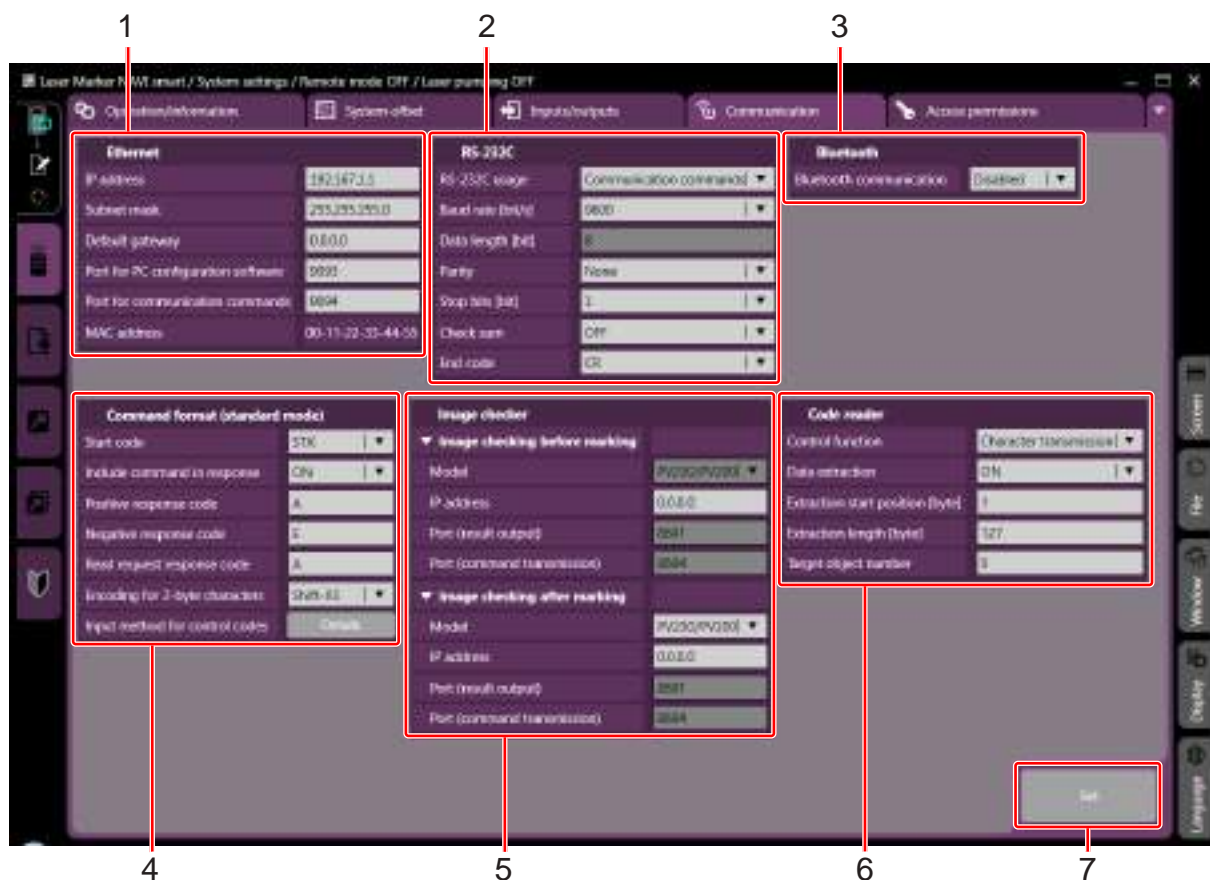 1 2 3
Laser Marker NAVI smart / System settings / Remote mode OFF / Laser pumping OFF
Operation/information System offset Inputs/outputs Communication Access permissions
Ethernet
IP address
Subnet mask 255.255.255.0
Default gateway 0.0.0.0
Port for PC configuration software 9093
Port for communication commands 9094
MAC address 00-11-22-33-44-55
RS-232C
RS-232C usage Communication commands
Baud rate [bit/s] 9600
Data length [bit] 8
Parity None
Stop bits [bit] 1
Check sum OFF
End code CR
Bluetooth
Bluetooth communication Disabled
Command format (standard mode)
Start code STX
Include command in response ON
Positive response code A
Negative response code E
Read request response code A
Encoding for 2-byte characters Shift-JIS
Input method for control codes Details
Image checker
Image checking before marking
Model PV200/PV200
IP address 0.0.0.0
Port (result output)
Port (command transmission)
Image checking after marking
Model PV200/PV200
IP address 0.0.0.0
Port (result output)
Port (command transmission)
Code reader
Control function Character transmission
Data extraction ON
Extraction start position [byte] 1
Extraction length [byte] 127
Target object number
Set
Screen
File
Window
Display
Language
4 5 6 7